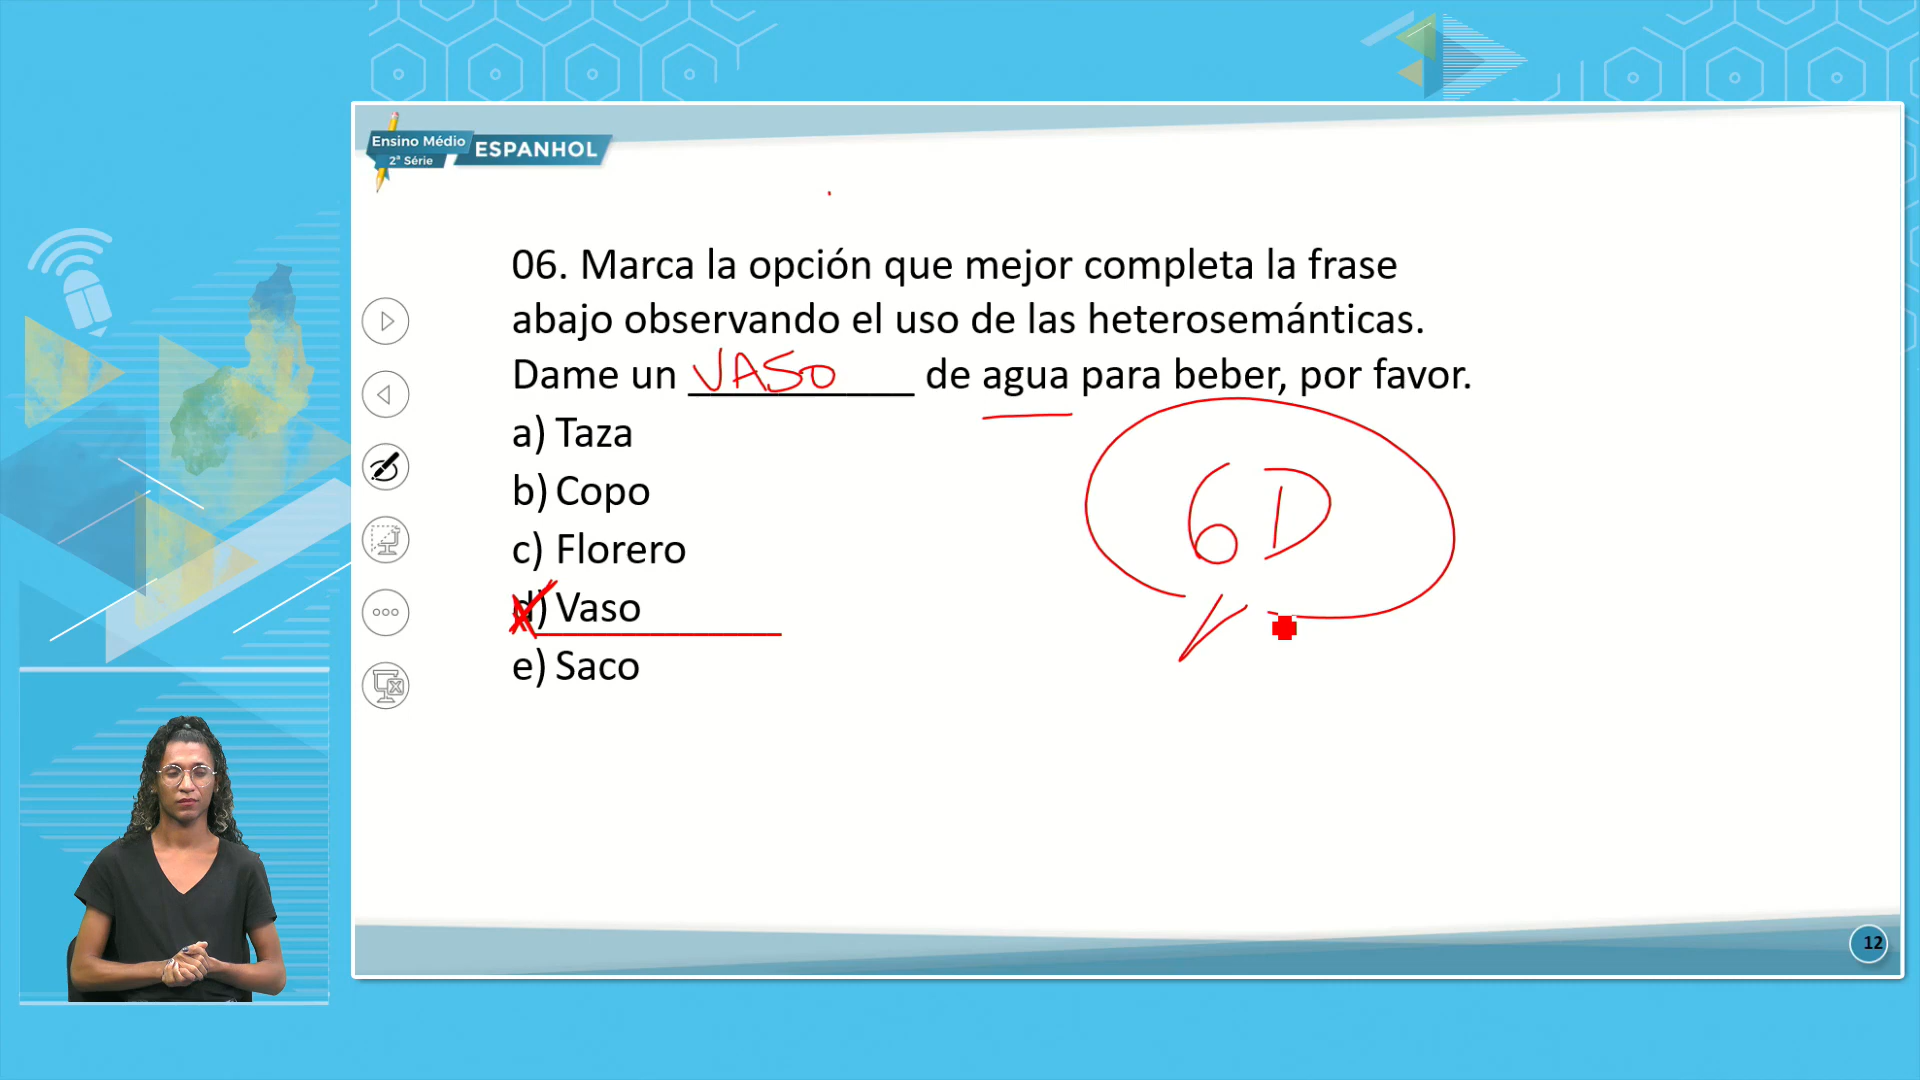 Ensino Médio
2ª Série
ESPANHOL
06. Marca la opción que mejor completa la frase
abajo observando el uso de las heterosemánticas.
Dame un VASO de agua para beber, por favor.
a) Taza
b) Copo
c) Florero
d) Vaso
e) Saco
6D
12